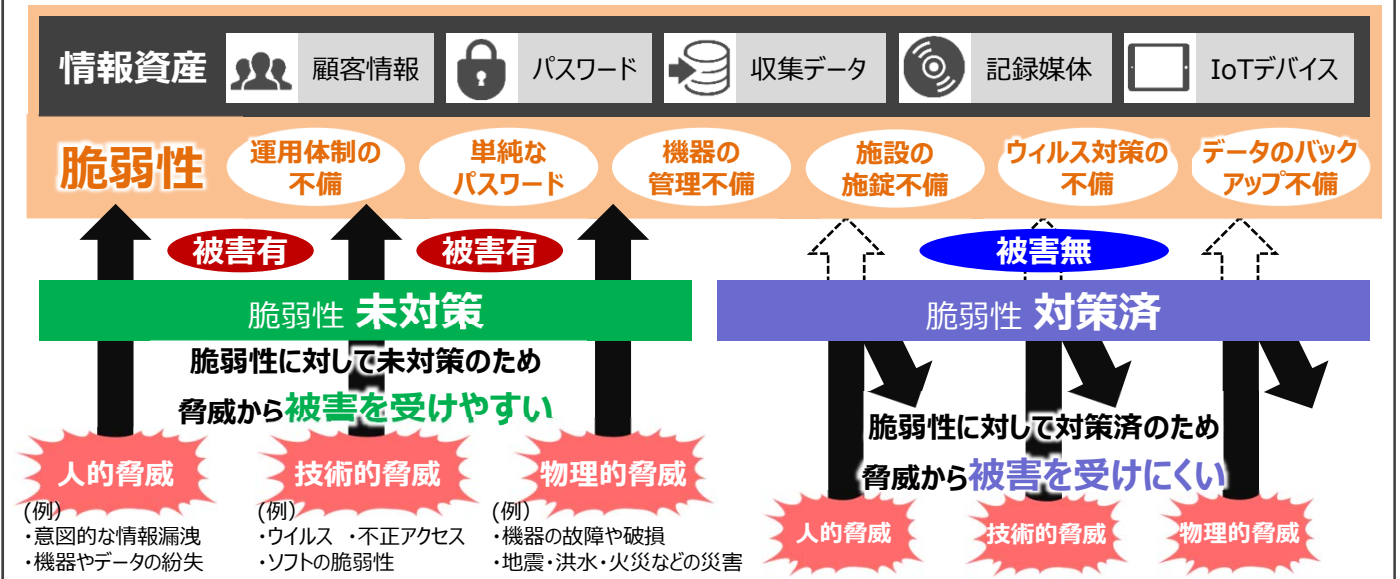 情報資産
顧客情報
パスワード
収集データ
記録媒体
IoTデバイス
脆弱性
運用体制の
不備
単純な
パスワード
機器の
管理不備
施設の
施錠不備
ウィルス対策の
不備
データのバック
アップ不備
被害有
被害有
被害無
脆弱性 未対策
脆弱性に対して未対策のため
脅威から被害を受けやすい
脆弱性 対策済
脆弱性に対して対策済のため
脅威から被害を受けにくい
人的脅威
(例)
・意図的な情報漏洩
・機器やデータの紛失
技術的脅威
(例)
・ウイルス ・不正アクセス
・ソフトの脆弱性
物理的脅威
(例)
・機器の故障や破損
・地震・洪水・火災などの災害
人的脅威
技術的脅威
物理的脅威